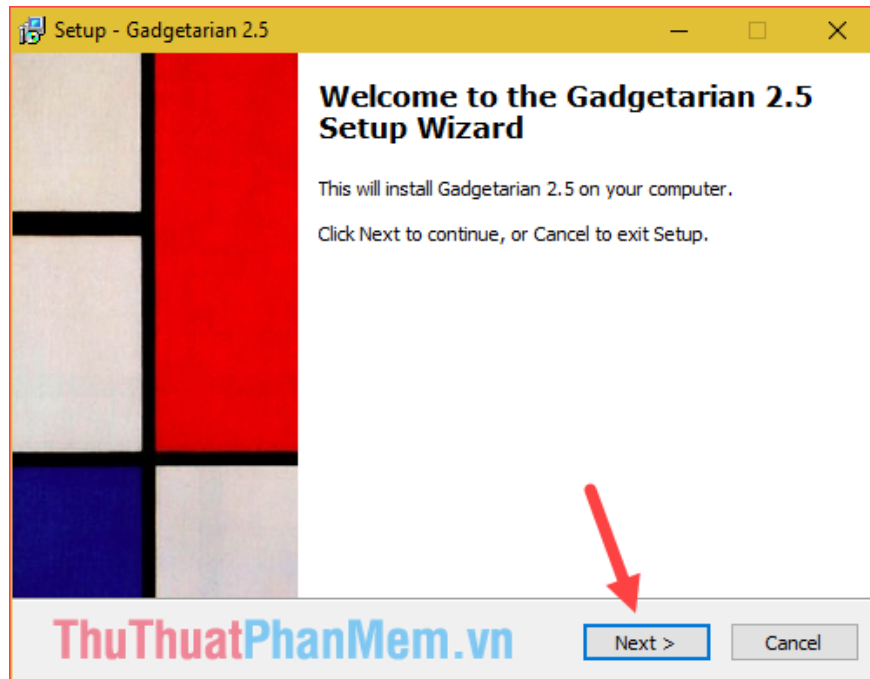 Setup - Gadgetarian 2.5
Welcome to the Gadgetarian 2.5
Setup Wizard
This will install Gadgetarian 2.5 on your computer.
Click Next to continue, or Cancel to exit Setup.
ThuThuatPhanMem.vn
Next >
Cancel